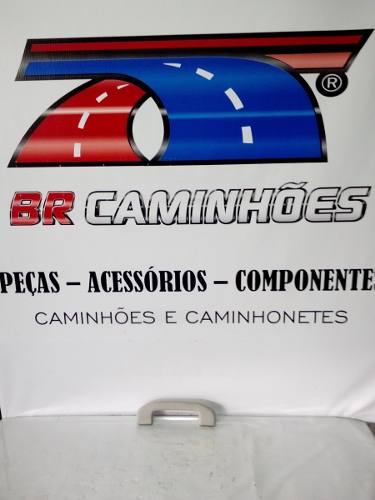 ®
BR CAMINHÕES
PEÇAS – ACESSÓRIOS – COMPONENTES
CAMINHÕES E CAMINHONETES